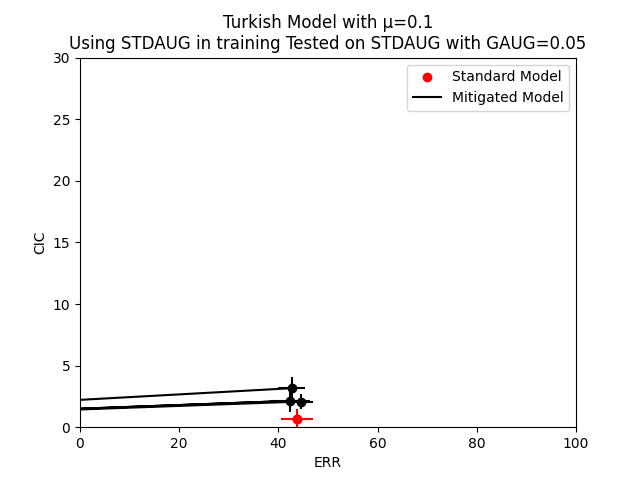 Turkish Model with μ=0.1
Using STDAUG in training Tested on STDAUG with GAUG=0.05
Standard Model
Mitigated Model
30
25
20
15
10
5
0
CIC
0 20 40 60 80 100
ERR